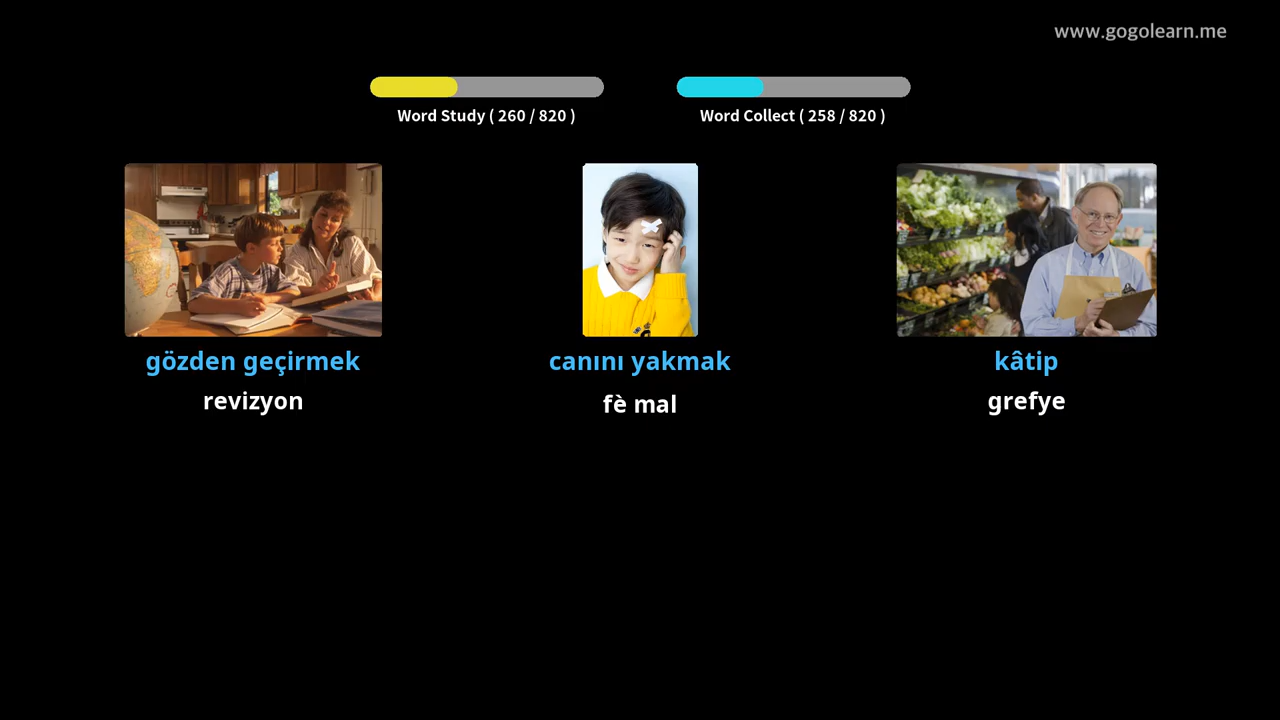 www.gogolearn.me
Word Study ( 260 / 820 )
Word Collect ( 258 / 820 )
gözden geçirmek
canını yakmak
kâtip
revizyon
fè mal
grefye